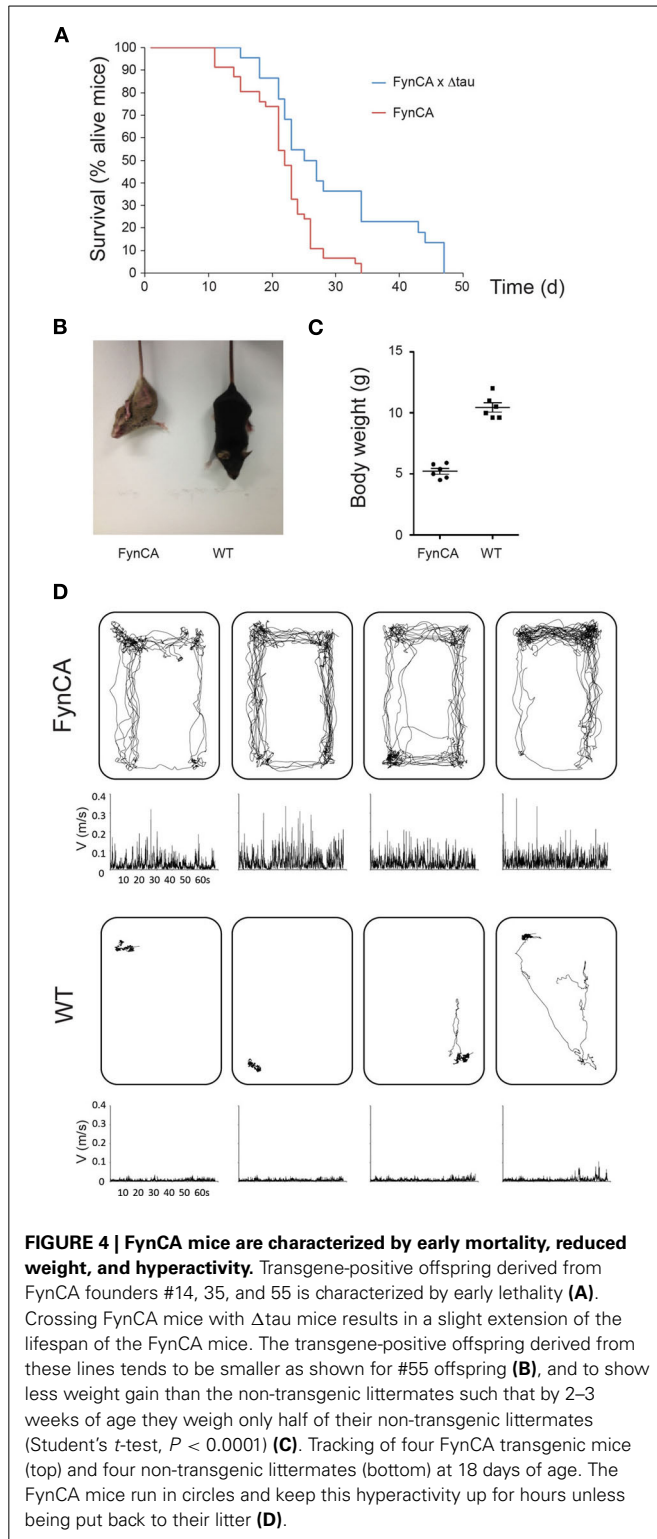 A
Survival (% alive mice)
100
90
80
70
60
50
40
30
20
10
0
0 10 20 30 40 50
Time (d)
FynCA x Δtau
FynCA
B
FynCA WT
C
Body weight (g)
15
10
5
0
FynCA WT
D
FynCA
V (m/s)
0.4
0.3
0.2
0.1
0
10 20 30 40 50 60s
WT
V (m/s)
0.4
0.3
0.2
0.1
0
10 20 30 40 50 60s
FIGURE 4 | FynCA mice are characterized by early mortality, reduced
weight, and hyperactivity. Transgene-positive offspring derived from
FynCA founders #14, 35, and 55 is characterized by early lethality (A).
Crossing FynCA mice with Δtau mice results in a slight extension of the
lifespan of the FynCA mice. The transgene-positive offspring derived from
these lines tends to be smaller as shown for #55 offspring (B), and to show
less weight gain than the non-transgenic littermates such that by 2–3
weeks of age they weigh only half of their non-transgenic littermates
(Student's t-test, P < 0.0001) (C). Tracking of four FynCA transgenic mice
(top) and four non-transgenic littermates (bottom) at 18 days of age. The
FynCA mice run in circles and keep this hyperactivity up for hours unless
being put back to their litter (D).